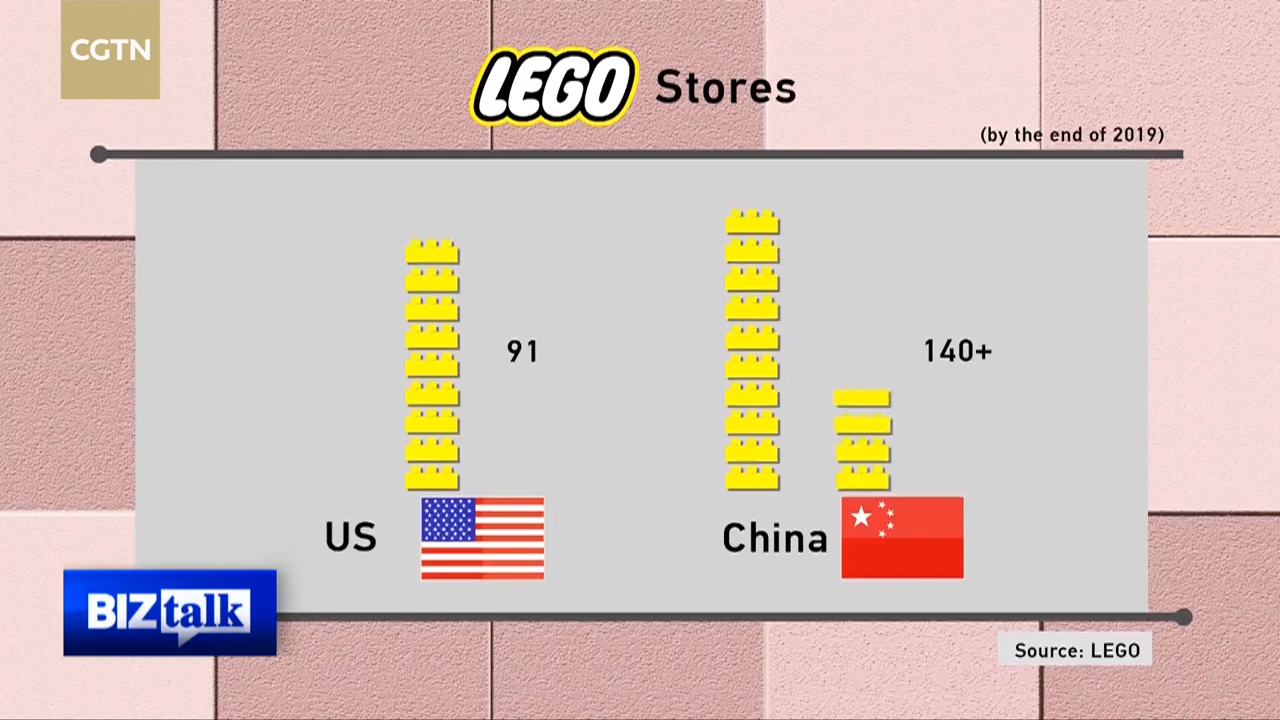 CGTN
LEGO Stores
(by the end of 2019)
91
140+
US
China
BIZtalk
Source: LEGO